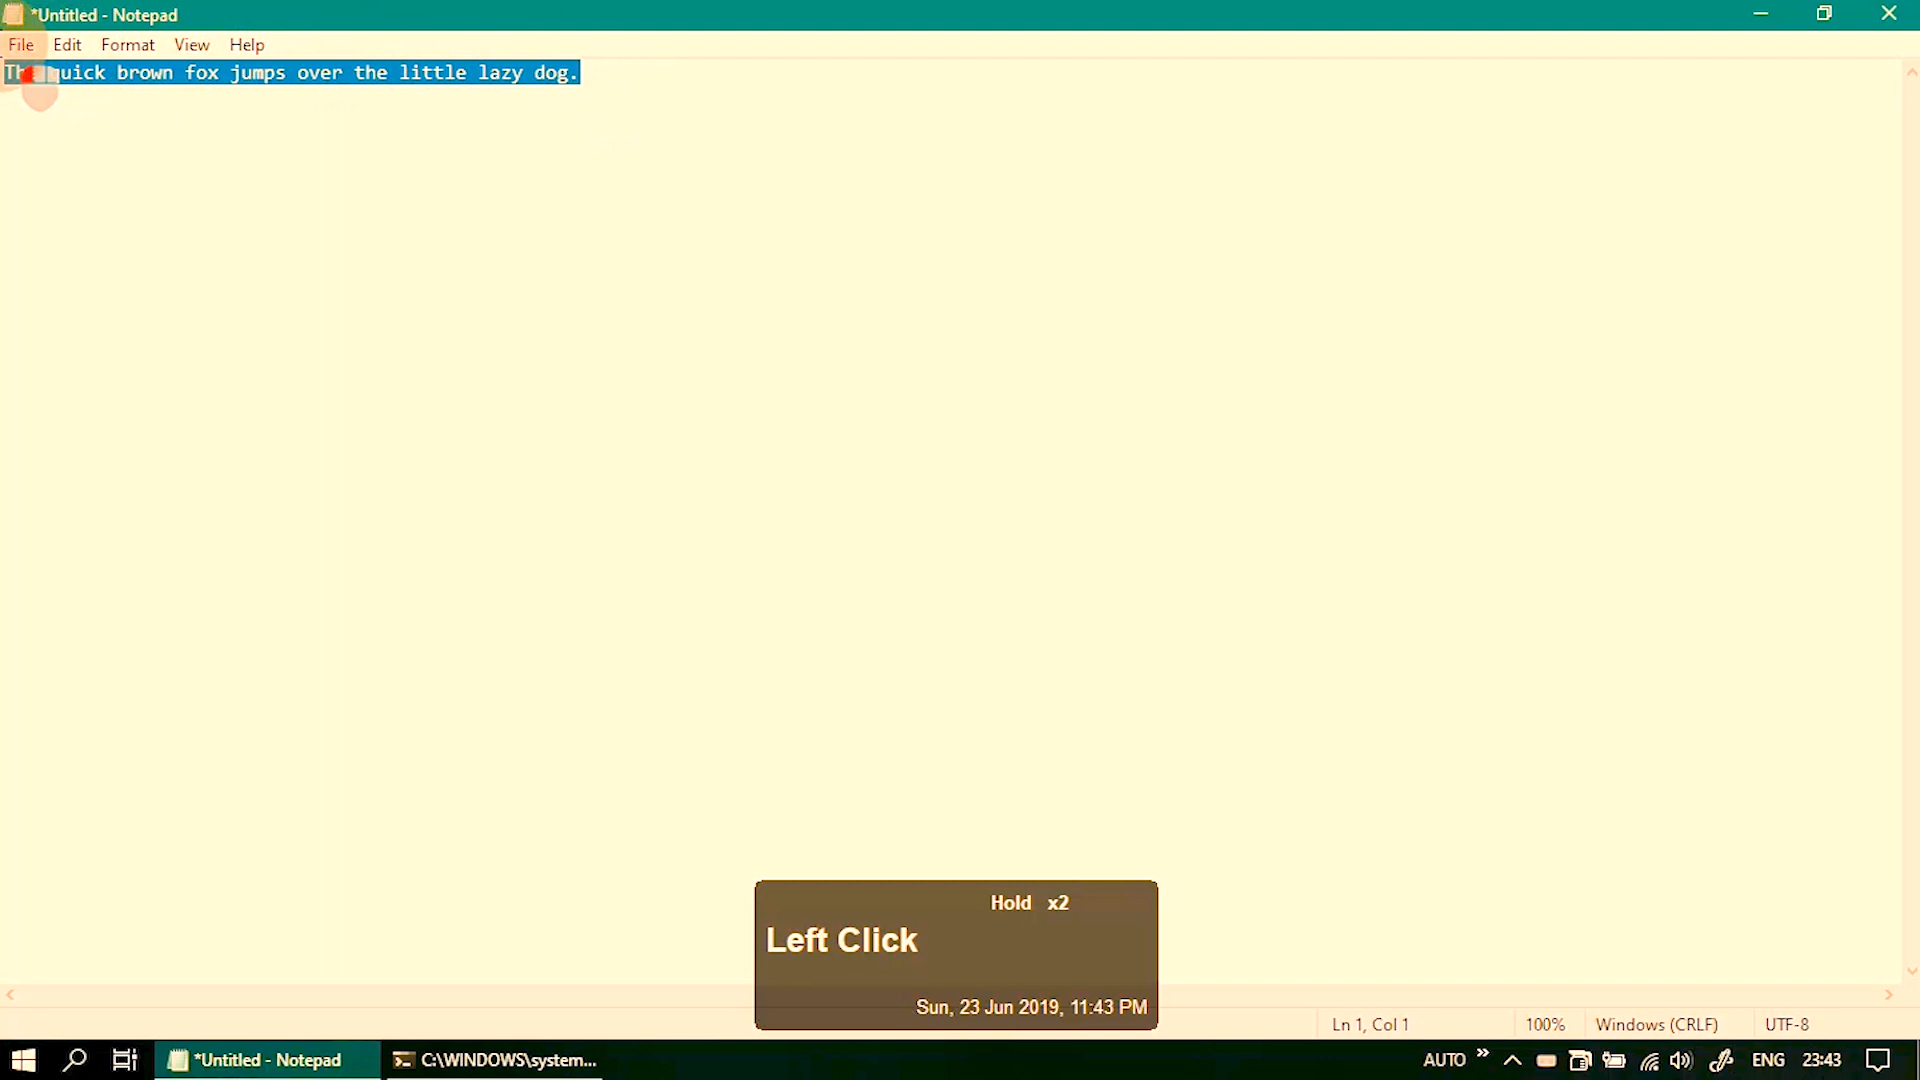 *Untitled - Notepad
File Edit Format View Help
The quick brown fox jumps over the little lazy dog.
Hold x2
Left Click
Sun, 23 Jun 2019, 11:43 PM
Ln 1, Col 1 100% Windows (CRLF) UTF-8
*Untitled - Notepad C:\WINDOWS\system... AUTO ENG 23:43